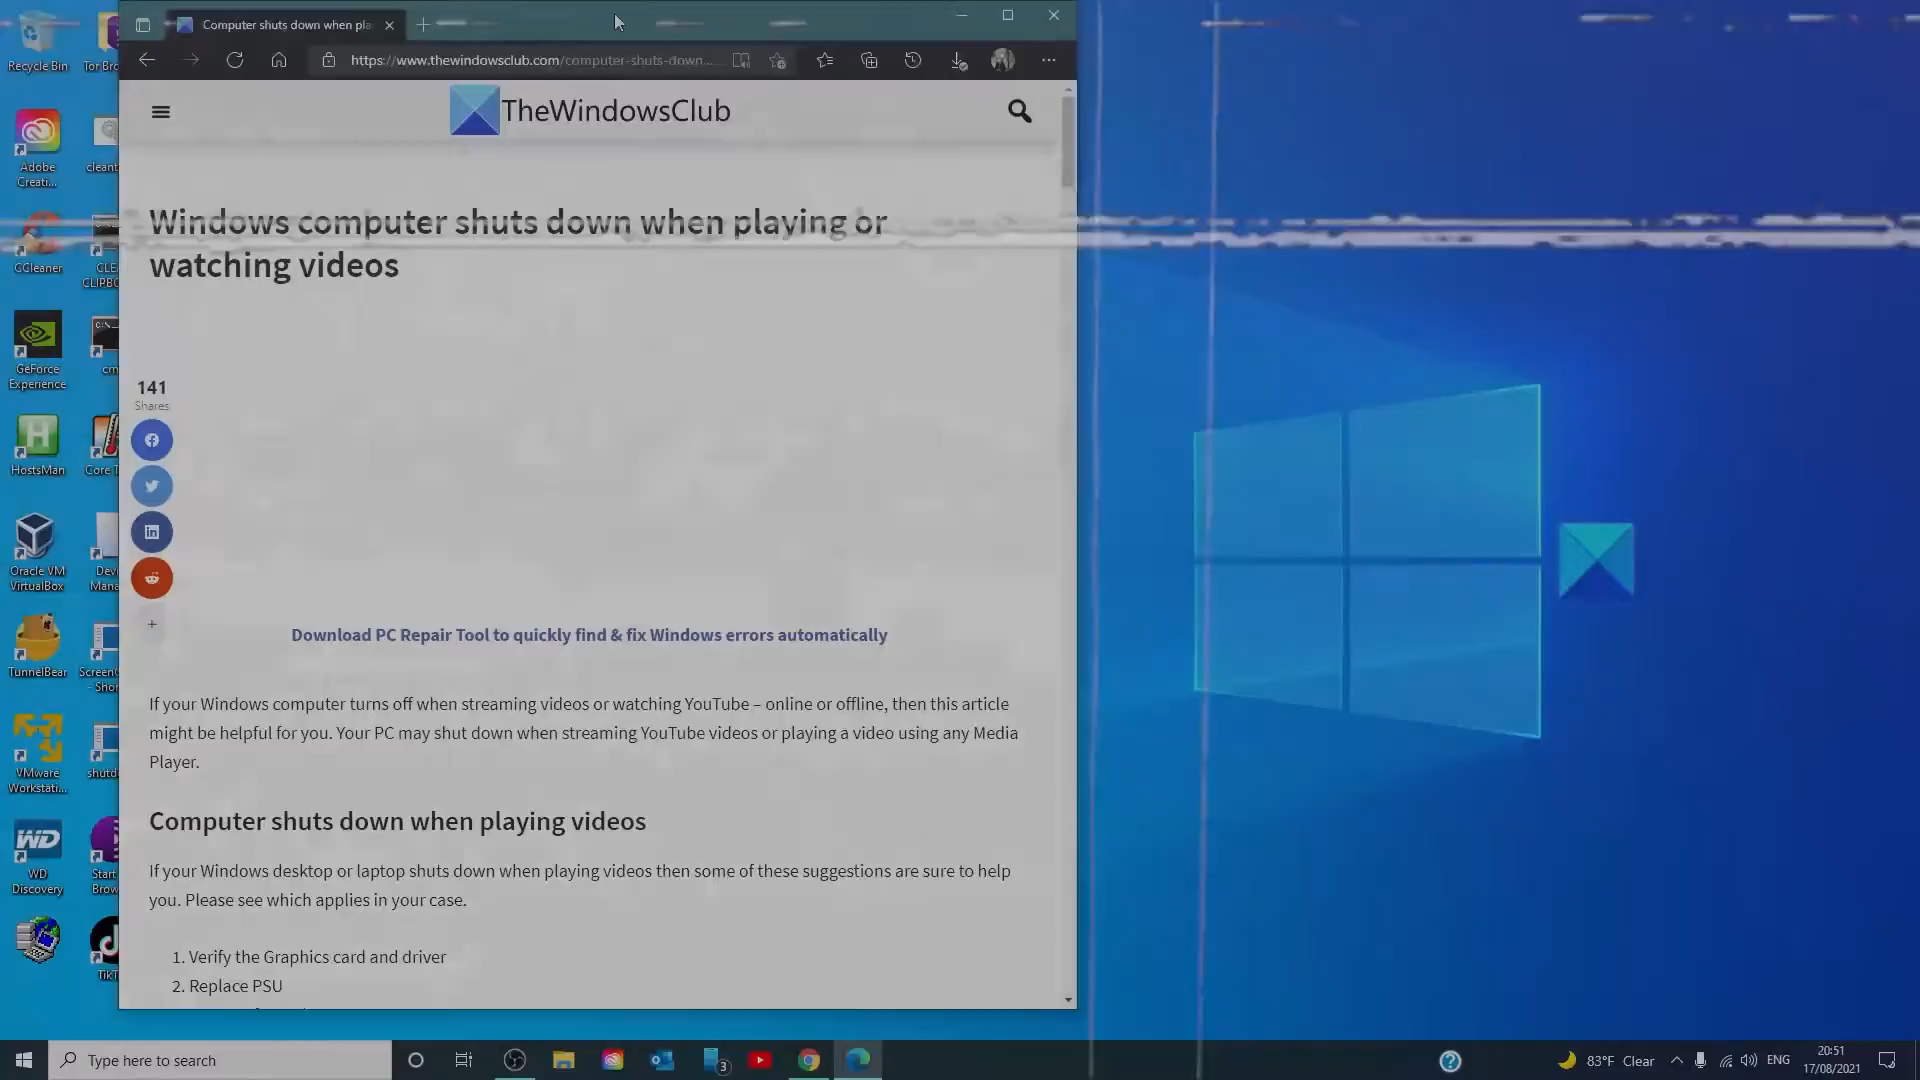 Computer shuts down when pla
https://www.thewindowsclub.com/computer-shuts-down...
TheWindowsClub
Windows computer shuts down when playing or
watching videos
141
Shares
Download PC Repair Tool to quickly find & fix Windows errors automatically
If your Windows computer turns off when streaming videos or watching YouTube – online or offline, then this article
might be helpful for you. Your PC may shut down when streaming YouTube videos or playing a video using any Media
Player.
Computer shuts down when playing videos
If your Windows desktop or laptop shuts down when playing videos then some of these suggestions are sure to help
you. Please see which applies in your case.
1. Verify the Graphics card and driver
2. Replace PSU
Recycle Bin
Tor Bro
Adobe
Creati...
cleant
CCleaner
CLE
CLIPBO
GeForce
Experience
cm
HostsMan
Core T
Oracle VM
VirtualBox
Devi
Mana
TunnelBear
Screen
- Shor
VMware
Workstati...
shutd
WD
WD
Discovery
Start
Brow
TikT
Type here to search
3
83°F Clear
ENG
20:51
17/08/2021